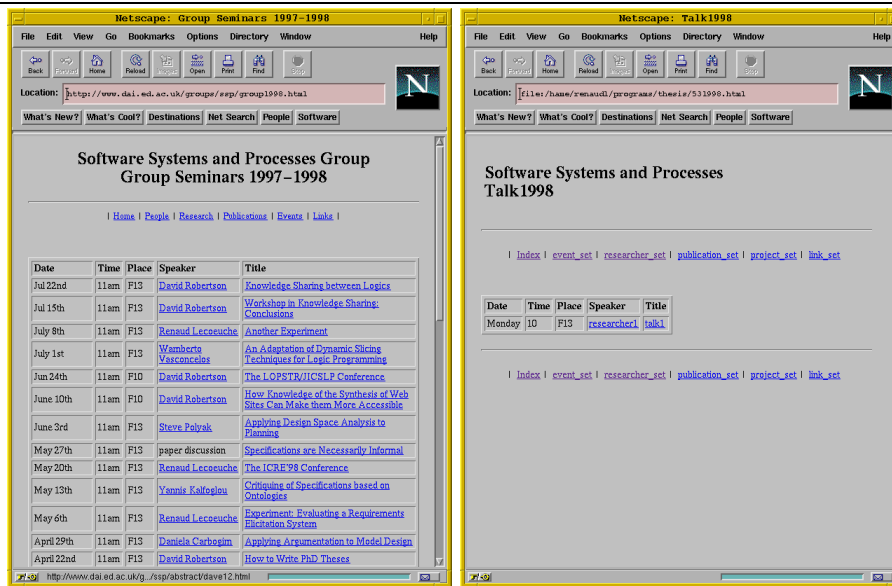 Netscape: Group Seminars 1997-1998
File Edit View Go Bookmarks Options Directory Window Help
Back Forward Home Reload Images Open Print Find Stop
Location: http://www.dai.ed.ac.uk/groups/ssp/group1998.html
N
What's New? What's Cool? Destinations Net Search People Software
Software Systems and Processes Group
Group Seminars 1997-1998
| Home | People | Research | Publications | Events | Links |
Date Time Place Speaker Title
Jul 22nd 11am F13 David Robertson Knowledge Sharing between Logics
Jul 15th 11am F13 David Robertson Workshop in Knowledge Sharing:
Conclusions
July 8th 11am F13 Renaud Lecoeuche Another Experiment
July 1st 11am F13 Wamberto
Vasconcelos An Adaptation of Dynamic Slicing
Techniques for Logic Programming
Jun 24th 11am F10 David Robertson The LOPSTR/JICSLP Conference
June 10th 11am F10 David Robertson How Knowledge of the Synthesis of Web
Sites Can Make them More Accessible
June 3rd 11am F13 Steve Polyak Applying Design Space Analysis to
Planning
May 27th 11am F13 paper discussion Specifications are Necessarily Informal
May 20th 11am F13 Renaud Lecoeuche The ICRE'98 Conference
May 13th 11am F13 Yannis Kalfoglou Critiquing of Specifications based on
Ontologies
May 6th 11am F13 Renaud Lecoeuche Experiment: Evaluating a Requirements
Elicitation System
April 29th 11am F13 Daniela Carbogim Applying Argumentation to Model Design
April 22nd 11am F13 David Robertson How to Write PhD Theses
http://www.dai.ed.ac.uk/g.../ssp/abstract/dave12.html
Netscape: Talk1998
File Edit View Go Bookmarks Options Directory Window Help
Back Forward Home Reload Images Open Print Find Stop
Location: file:/hame/renaudl/programs/thesis/531998.html
N
What's New? What's Cool? Destinations Net Search People Software
Software Systems and Processes
Talk1998
| Index | event_set | researcher_set | publication_set | project_set | link_set
Date Time Place Speaker Title
Monday 10 F13 researcher1 talk1
| Index | event_set | researcher_set | publication_set | project_set | link_set